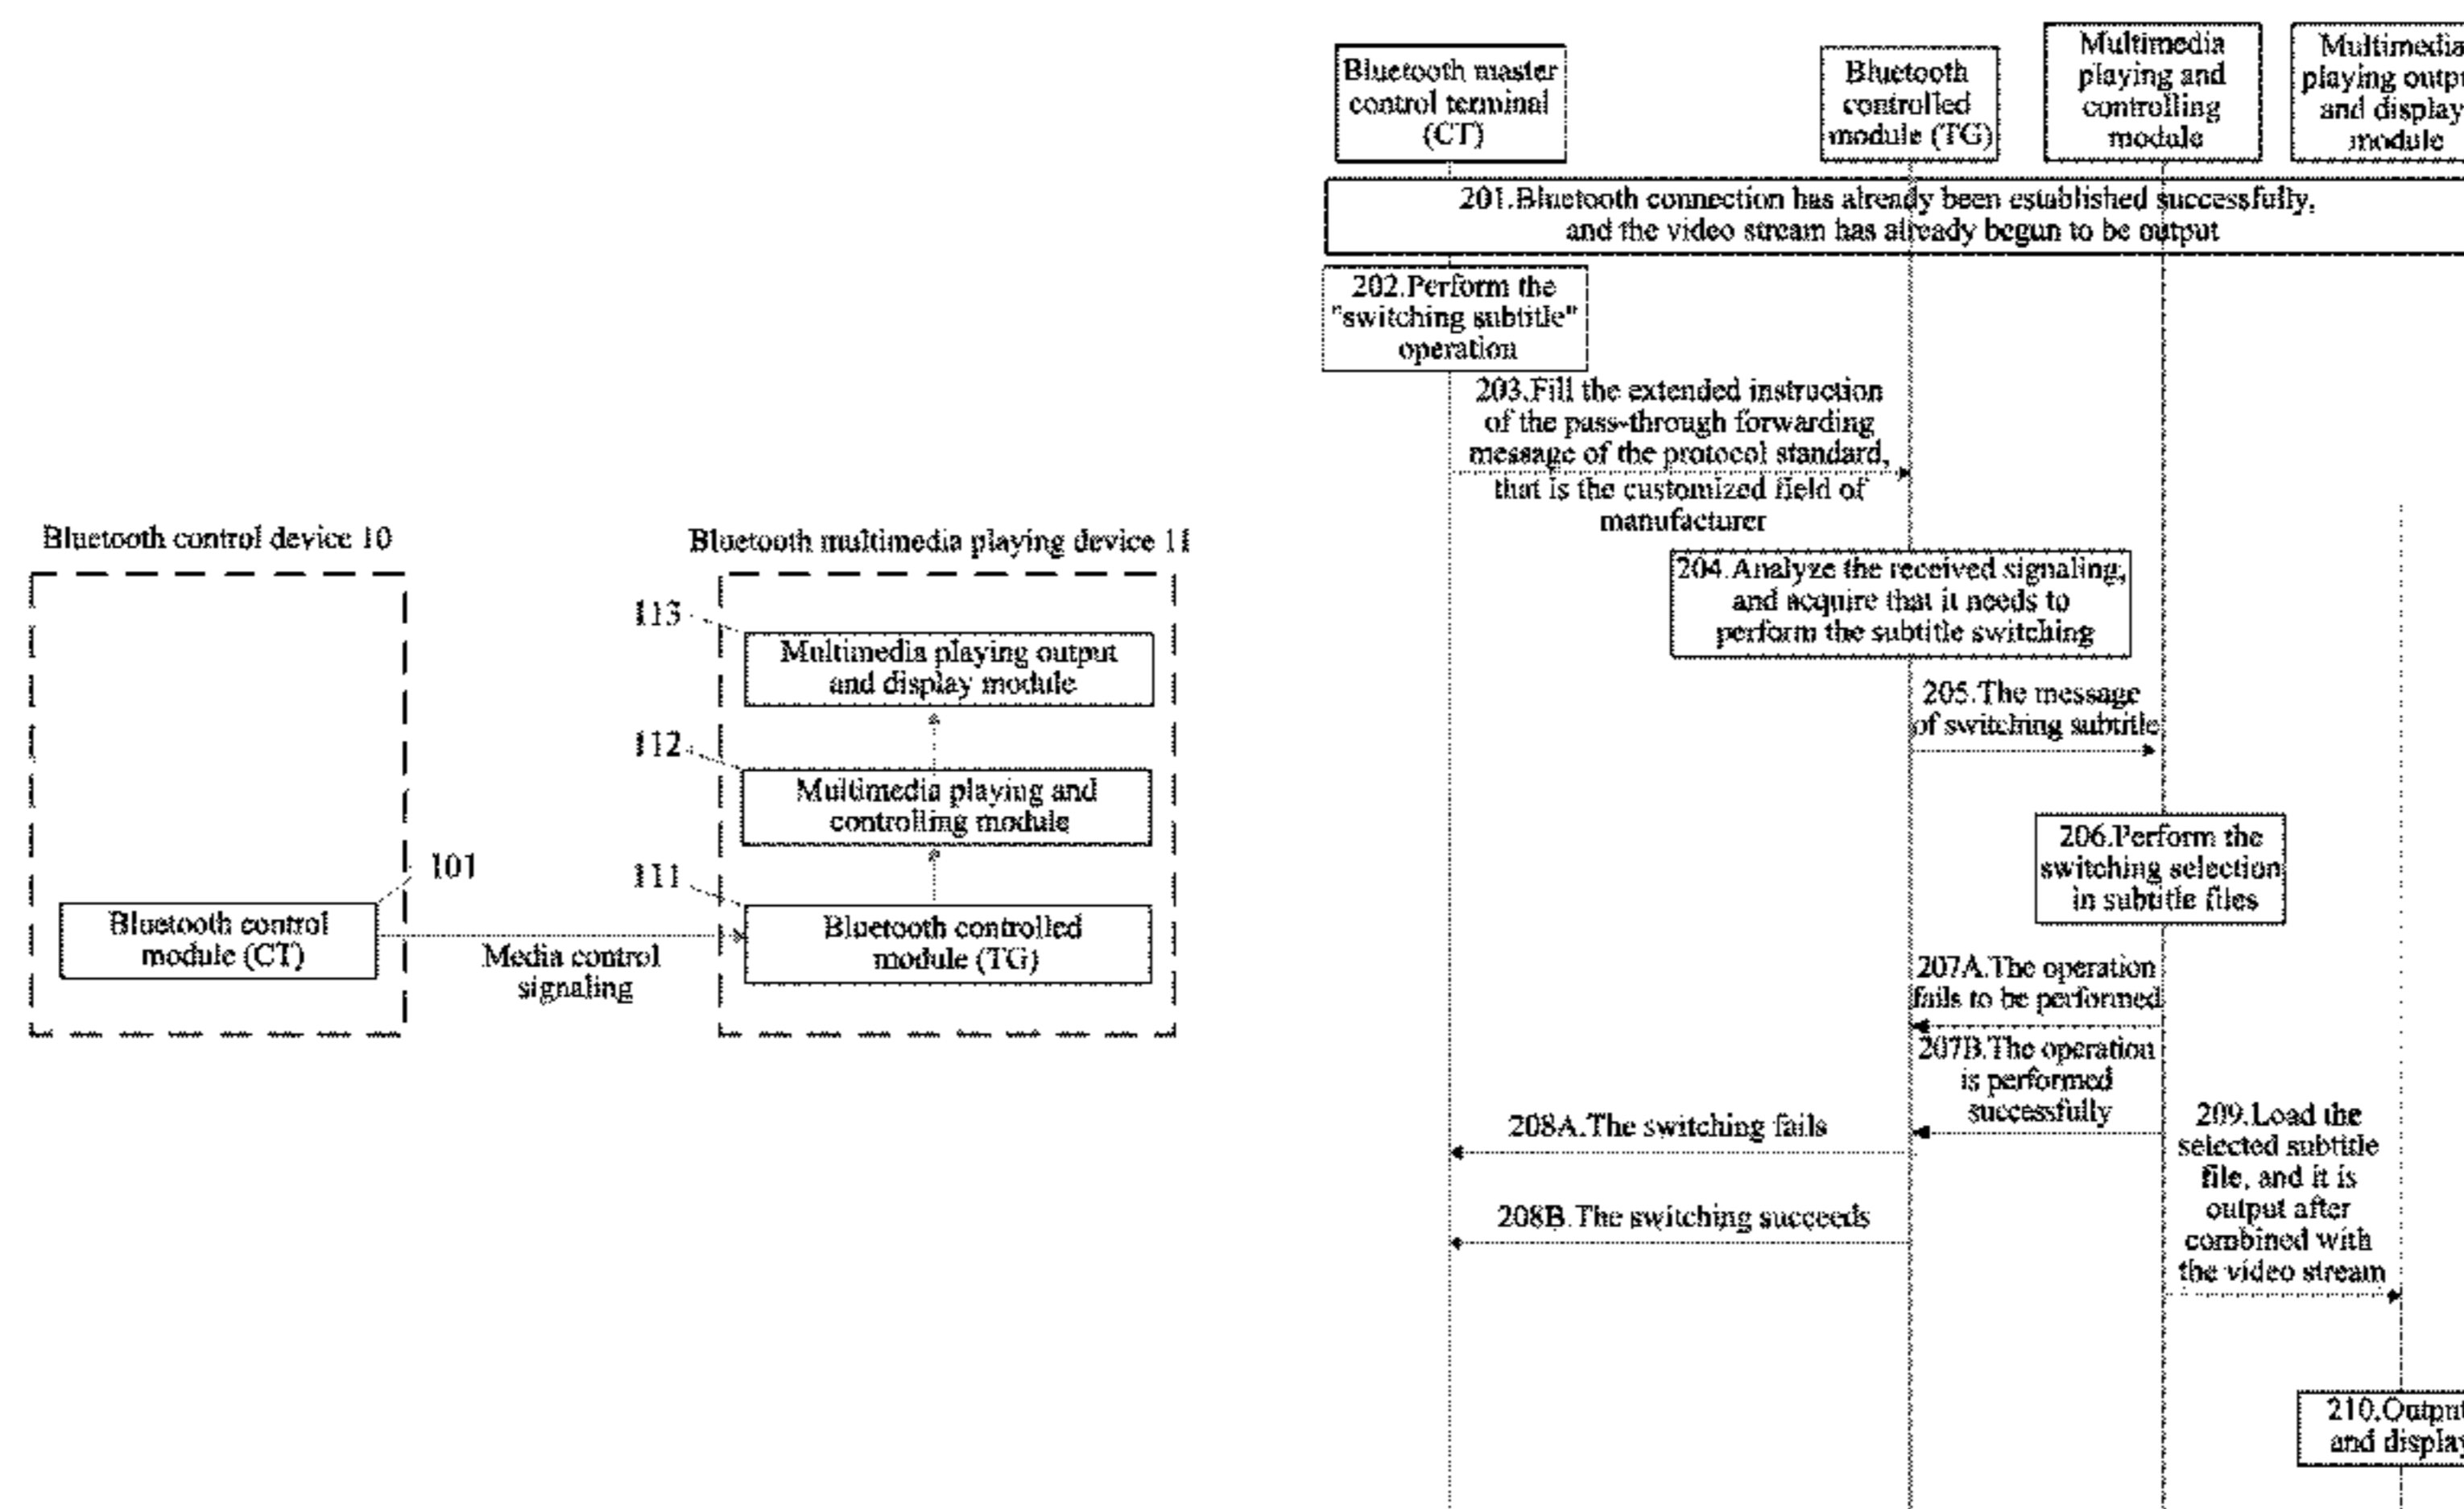 Bluetooth control device 10
101
Bluetooth control
module (CT)
Media control
signaling
Bluetooth multimedia playing device 11
113
Multimedia playing output
and display module
112
Multimedia playing and
controlling module
111
Bluetooth controlled
module (TG)
Bluetooth master
control terminal
(CT)
Bluetooth
controlled
module (TG)
Multimedia
playing and
controlling
module
Multimedia
playing outpu
and display
module
201.Bluetooth connection has already been established successfully,
and the video stream has already begun to be output
202.Perform the
"switching subtitle"
operation
203.Fill the extended instruction
of the pass-through forwarding
message of the protocol standard,
that is the customized field of
manufacturer
204.Analyze the received signaling,
and acquire that it needs to
perform the subtitle switching
205.The message
of switching subtitle
206.Perform the
switching selection
in subtitle files
207A.The operation
fails to be performed
207B.The operation
is performed
successfully
208A.The switching fails
208B.The switching succeeds
209.Load the
selected subtitle
file, and it is
output after
combined with
the video stream
210.Output
and display